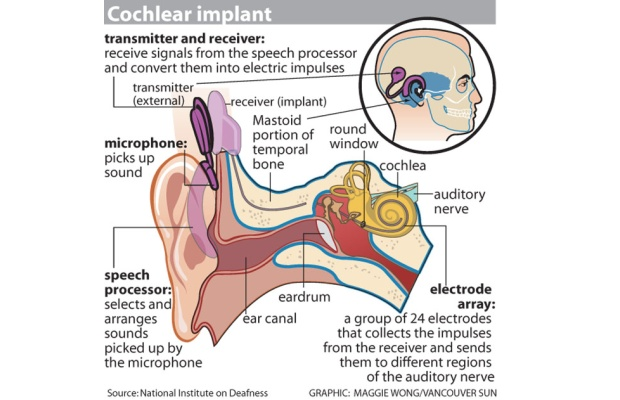 Cochlear implant
transmitter and receiver:
receive signals from the speech processor
and convert them into electric impulses
transmitter
(external)
receiver (implant)
microphone:
picks up
sound
Mastoid
portion of
temporal
bone
round
window
cochlea
auditory
nerve
speech
processor:
selects and
arranges
sounds
picked up by
the microphone
ear canal
eardrum
electrode
array:
a group of 24 electrodes
that collects the impulses
from the receiver and sends
them to different regions
of the auditory nerve
Source: National Institute on Deafness
GRAPHIC: MAGGIE WONG/VANCOUVER SUN